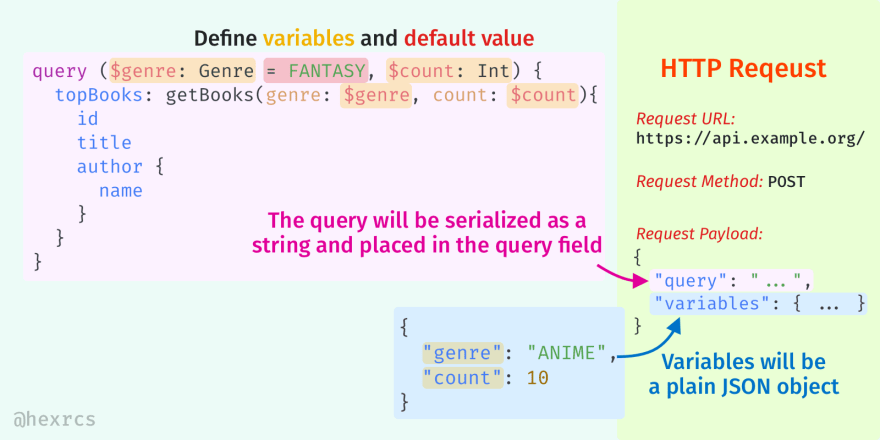 Define variables and default value
query ($genre: Genre = FANTASY, $count: Int) {
topBooks: getBooks(genre: $genre, count: $count){
id
title
author {
name
}
}
}
The query will be serialized as a
string and placed in the query field
{
"genre": "ANIME",
"count": 10
}
@hexrcs
HTTP Reqeust
Request URL:
https://api.example.org/
Request Method: POST
Request Payload:
{
"query": "...",
"variables": { ... }
}
Variables will be
a plain JSON object